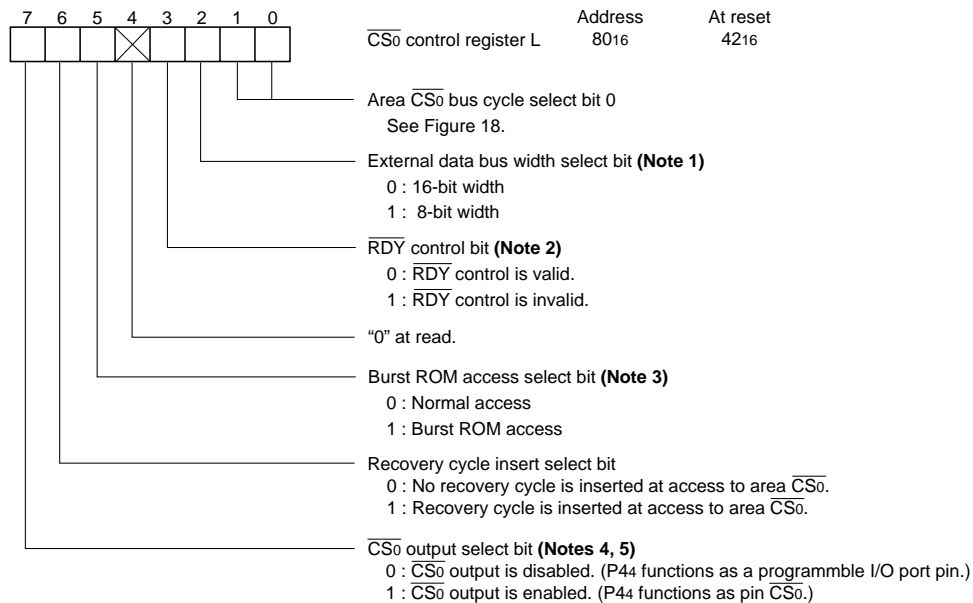 7 6 5 4 3 2 1 0
Address At reset
CS0 control register L 8016 4216
Area CS0 bus cycle select bit 0
See Figure 18.
External data bus width select bit (Note 1)
0 : 16-bit width
1 : 8-bit width
RDY control bit (Note 2)
0 : RDY control is valid.
1 : RDY control is invalid.
“0” at read.
Burst ROM access select bit (Note 3)
0 : Normal access
1 : Burst ROM access
Recovery cycle insert select bit
0 : No recovery cycle is inserted at access to area CS0.
1 : Recovery cycle is inserted at access to area CS0.
CS0 output select bit (Notes 4, 5)
0 : CS0 output is disabled. (P44 functions as a programmble I/O port pin.)
1 : CS0 output is enabled. (P44 functions as pin CS0.)